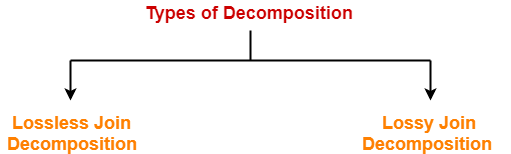 Types of Decomposition
Lossless Join
Decomposition
Lossy Join
Decomposition